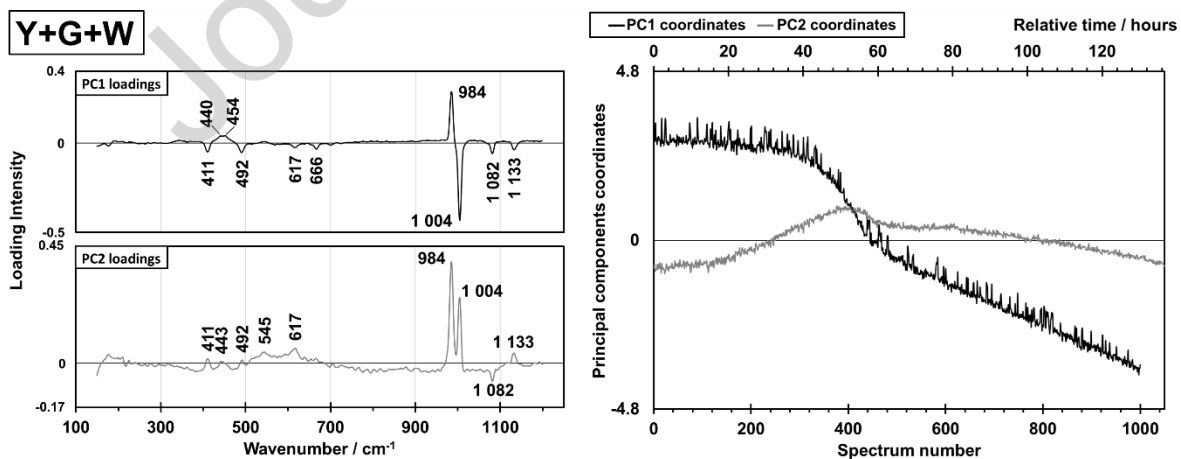 Y+G+W
Jo
PC1 loadings
0.4
0
-0.5
440
454
984
411
492
617
666
1 004
1 082
1 133
Loading Intensity
PC2 loadings
0.45
0
-0.17
411
443
492
545
617
984
1 004
1 082
1 133
100 300 500 700 900 1100
Wavenumber / cm⁻¹
PC1 coordinates PC2 coordinates
Relative time / hours
0 20 40 60 80 100 120
4.8
0
-4.8
Principal components coordinates
0 200 400 600 800 1000
Spectrum number